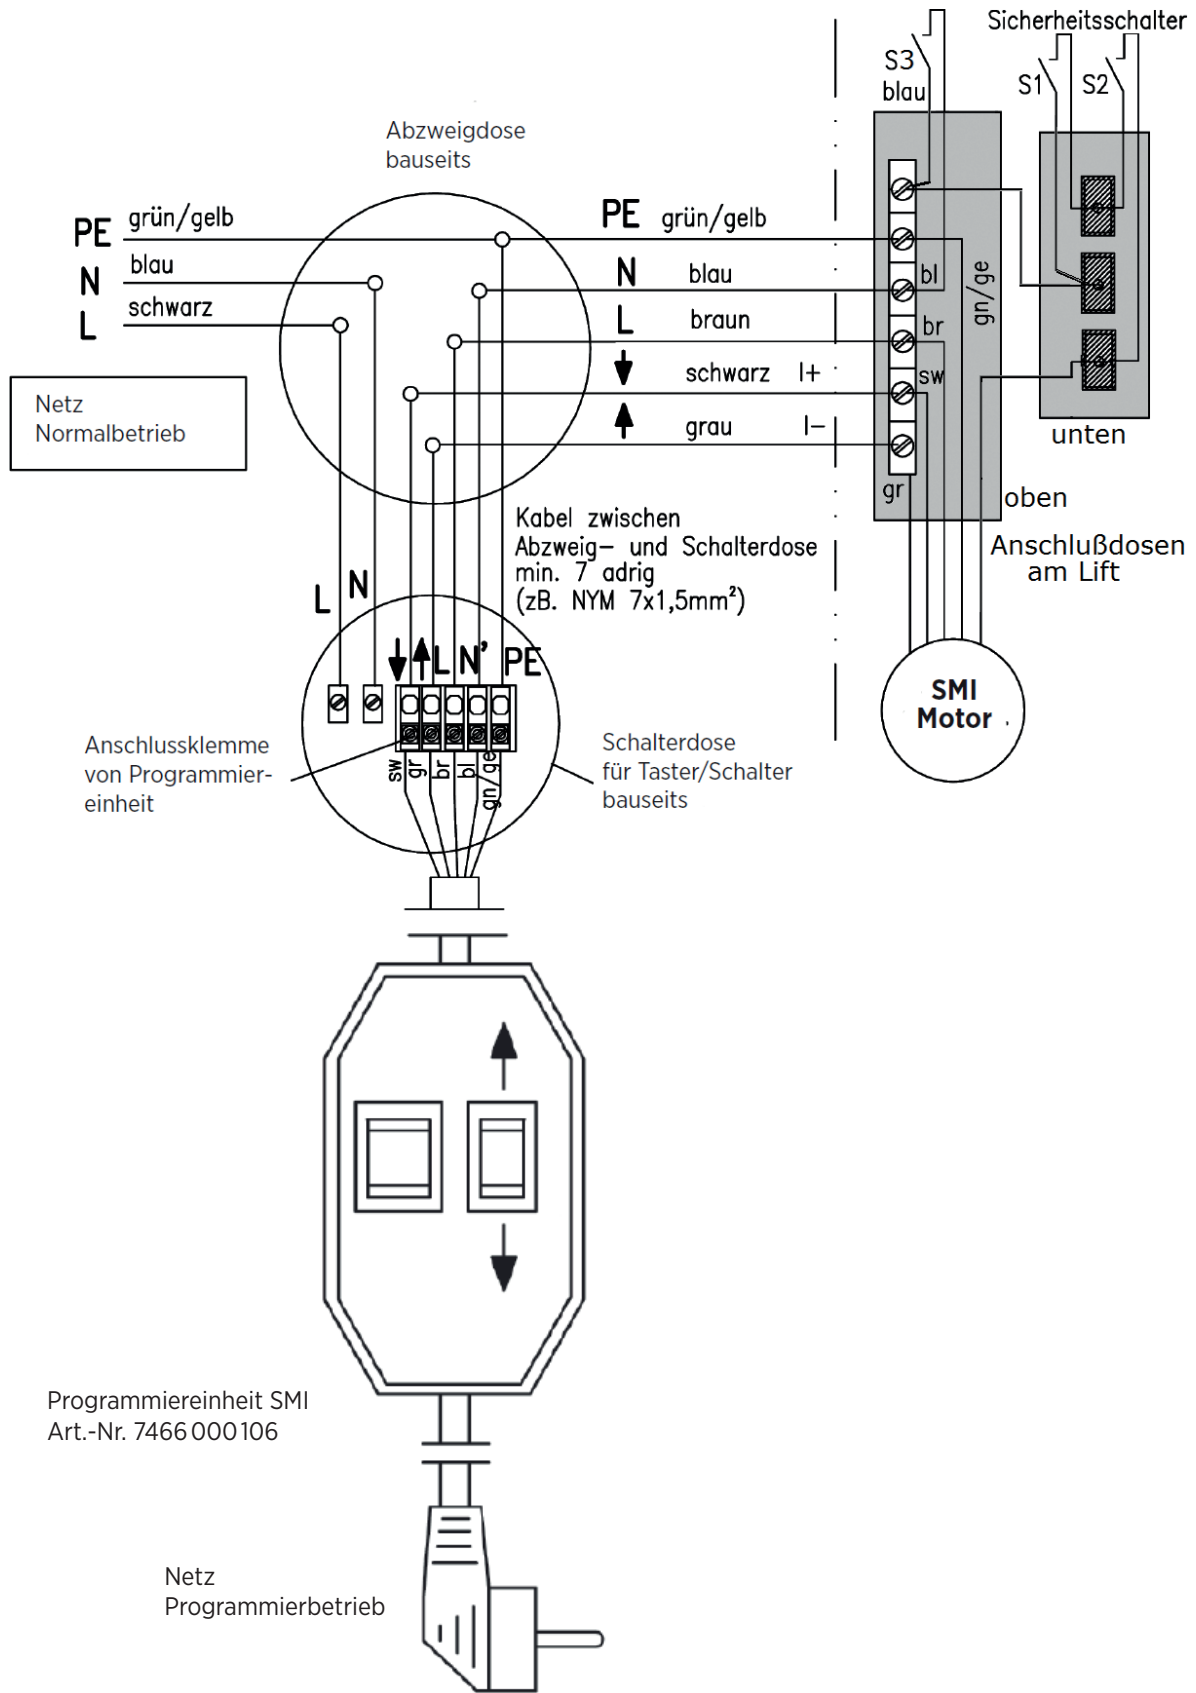 Sicherheitsschalter
S3
blau
S1
S2
Abzweigdose
bauseits
PE
grün/gelb
N
blau
L
schwarz
PE
grün/gelb
N
blau
L
braun
schwarz I+
grau I-
bl
br
sw
gn/ge
gr
unten
oben
Anschlußdosen
am Lift
Netz
Normalbetrieb
Kabel zwischen
Abzweig- und Schalterdose
min. 7 adrig
(zB. NYM 7x1,5mm²)
L
N
L
N'
PE
SMI
Motor
Anschlussklemme
von Programmier-
einheit
sw
gr
br
bl
gn/ge
Schalterdose
für Taster/Schalter
bauseits
Programmiereinheit SMI
Art.-Nr. 7466 000 106
Netz
Programmierbetrieb